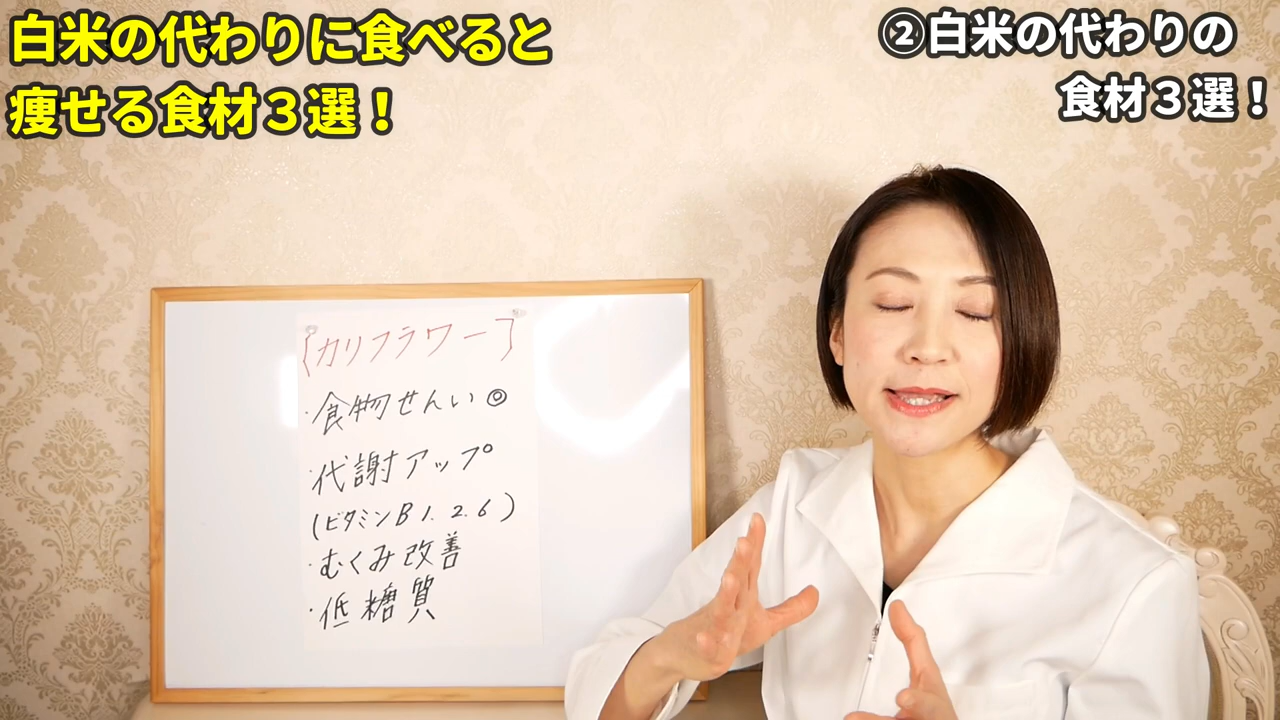 白米の代わりに食べると
痩せる食材３選！
②白米の代わりの
食材３選！
[カリフラワー]
・食物せんい◎
・代謝アップ
(ビタミンB1.2.6)
・むくみ改善
・低糖質